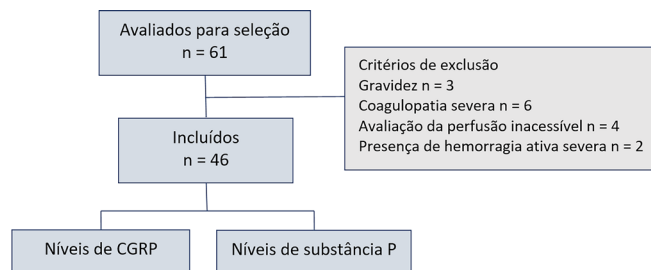 Avaliados para seleção
n = 61
Critérios de exclusão
Gravidez n = 3
Coagulopatia severa n = 6
Avaliação da perfusão inacessível n = 4
Presença de hemorragia ativa severa n = 2
Incluídos
n = 46
Níveis de CGRP
Níveis de substância P